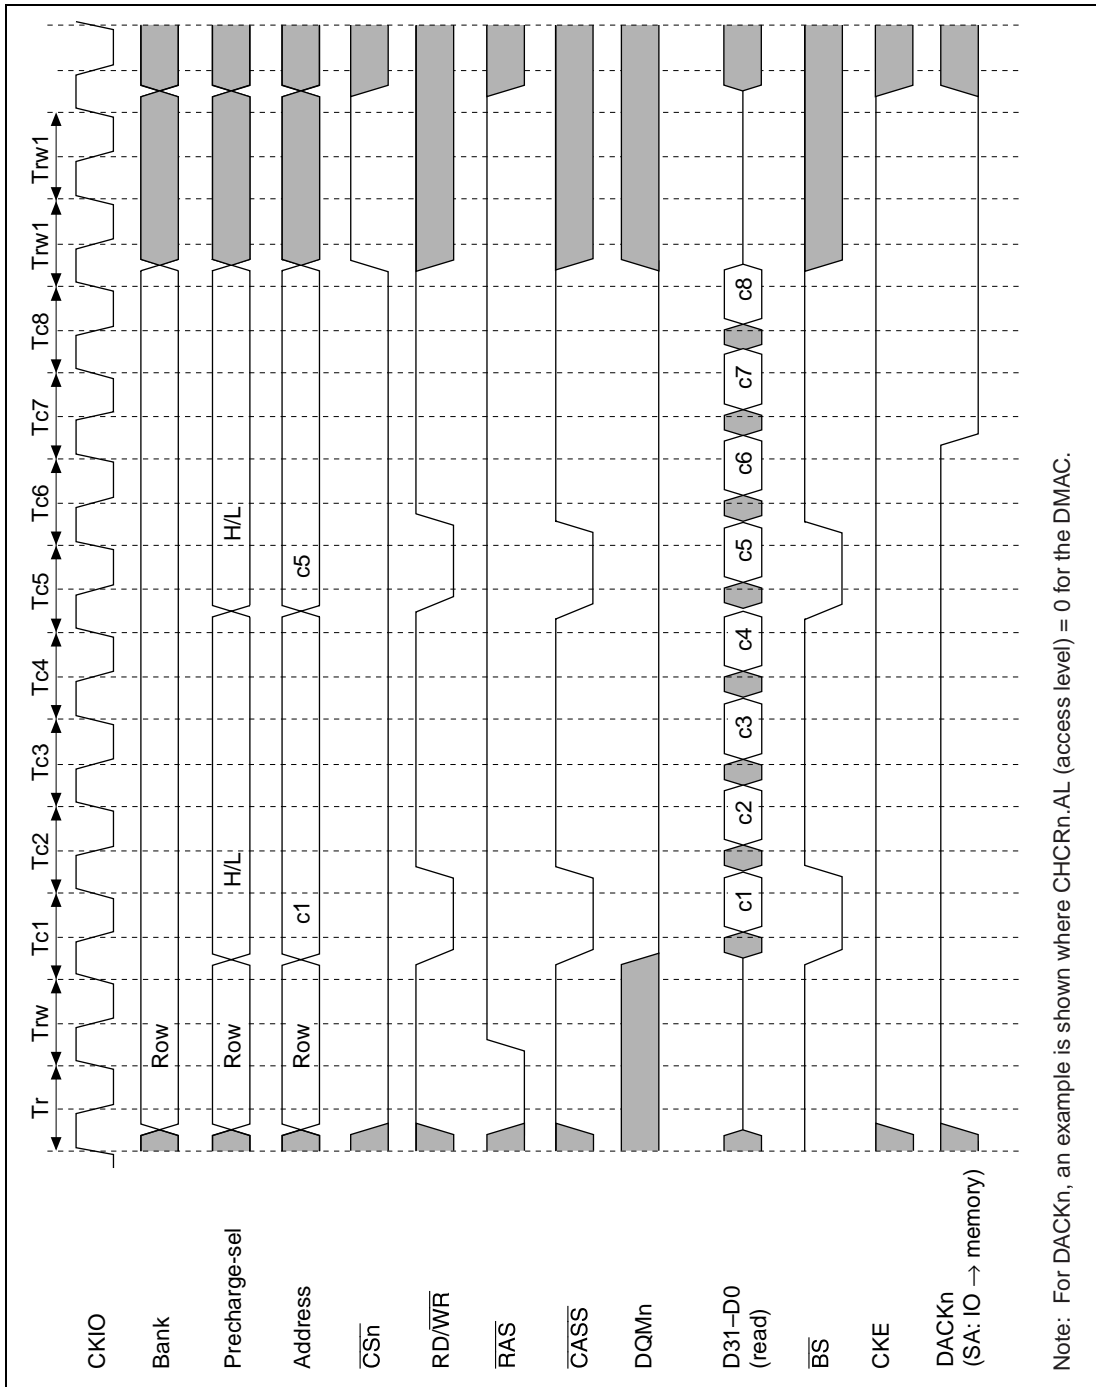 Tr Trw Tc1 Tc2 Tc3 Tc4 Tc5 Tc6 Tc7 Tc8 Trw1 Trw1
CKIO
Bank Row
Precharge-sel Row H/L H/L
Address Row c1 c5
CSn
RD/WR
RAS
CASS
DQMn
D31–D0 c1 c2 c3 c4 c5 c6 c7 c8
(read)
BS
CKE
DACKn
(SA: IO → memory)
Note: For DACKn, an example is shown where CHCRn.AL (access level) = 0 for the DMAC.